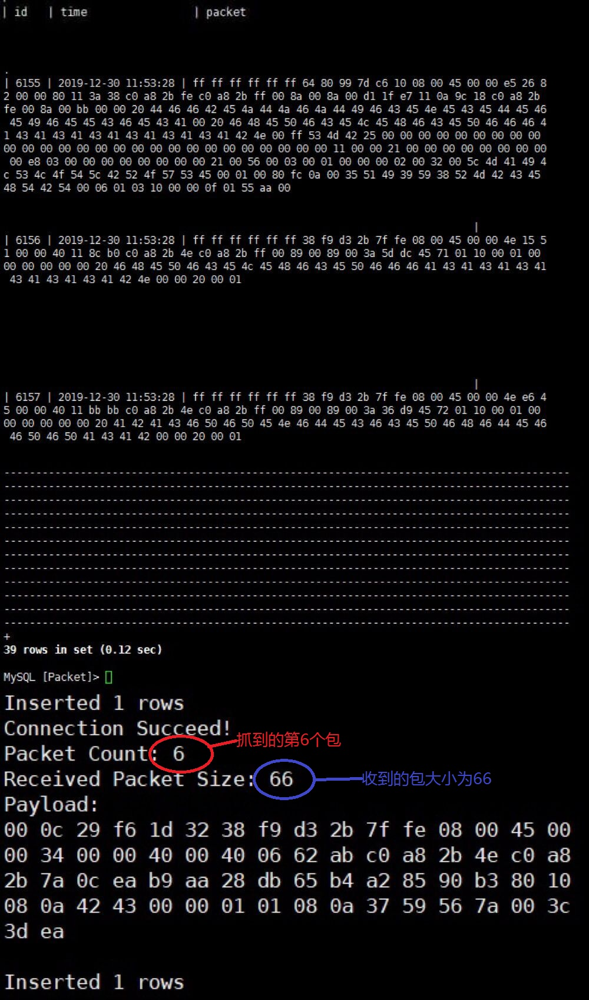 | id | time | packet
.
| 6155 | 2019-12-30 11:53:28 | ff ff ff ff ff ff 64 80 99 7d c6 10 08 00 45 00 00 e5 26 8
2 00 00 80 11 3a 38 c0 a8 2b fe c0 a8 2b ff 00 8a 00 8a 00 d1 1f e7 11 0a 9c 18 c0 a8 2b
fe 00 8a 00 bb 00 00 20 44 46 46 42 45 4a 44 4a 46 4a 44 49 46 43 45 4e 45 43 45 44 45 46
45 49 46 45 45 43 46 45 43 41 00 20 46 48 45 50 46 43 45 4c 45 48 46 43 45 50 46 46 46 4
1 43 41 43 41 43 41 43 41 43 41 43 41 42 4e 00 ff 53 4d 42 25 00 00 00 00 00 00 00 00 00
00 00 00 00 00 00 00 00 00 00 00 00 00 00 00 00 00 00 11 00 00 21 00 00 00 00 00 00 00 00
00 e8 03 00 00 00 00 00 00 00 00 21 00 56 00 03 00 01 00 00 00 02 00 32 00 5c 4d 41 49 4
c 53 4c 4f 54 5c 42 52 4f 57 53 45 00 01 00 80 fc 0a 00 35 51 49 39 59 38 52 4d 42 43 45
48 54 42 54 00 06 01 03 10 00 00 0f 01 55 aa 00
|
| 6156 | 2019-12-30 11:53:28 | ff ff ff ff ff ff 38 f9 d3 2b 7f fe 08 00 45 00 00 4e 15 5
1 00 00 40 11 8c b0 c0 a8 2b 4e c0 a8 2b ff 00 89 00 89 00 3a 5d dc 45 71 01 10 00 01 00
00 00 00 00 00 20 46 48 45 50 46 43 45 4c 45 48 46 43 45 50 46 46 46 41 43 41 43 41 43 41
43 41 43 41 43 41 42 4e 00 00 20 00 01
|
| 6157 | 2019-12-30 11:53:28 | ff ff ff ff ff ff 38 f9 d3 2b 7f fe 08 00 45 00 00 4e e6 4
5 00 00 40 11 bb bb c0 a8 2b 4e c0 a8 2b ff 00 89 00 89 00 3a 36 d9 45 72 01 10 00 01 00
00 00 00 00 00 20 41 42 41 43 46 50 46 50 45 4e 46 44 45 43 46 43 45 50 46 48 46 44 45 46
46 50 46 50 41 43 41 42 00 00 20 00 01
-----------------------------------------------------------------------------------------
-----------------------------------------------------------------------------------------
-----------------------------------------------------------------------------------------
-----------------------------------------------------------------------------------------
-----------------------------------------------------------------------------------------
-----------------------------------------------------------------------------------------
-----------------------------------------------------------------------------------------
-----------------------------------------------------------------------------------------
-----------------------------------------------------------------------------------------
-----------------------------------------------------------------------------------------
-----------------------------------------------------------------------------------------
-----------------------------------------------------------------------------------------
+
39 rows in set (0.12 sec)
MySQL [Packet]>
Inserted 1 rows
Connection Succeed!
Packet Count: 6 抓到的第6个包
Received Packet Size: 66 收到的包大小为66
Payload:
00 0c 29 f6 1d 32 38 f9 d3 2b 7f fe 08 00 45 00
00 34 00 00 40 00 40 06 62 ab c0 a8 2b 4e c0 a8
2b 7a 0c ea b9 aa 28 db 65 b4 a2 85 90 b3 80 10
08 0a 42 43 00 00 01 01 08 0a 37 59 56 7a 00 3c
3d ea
Inserted 1 rows